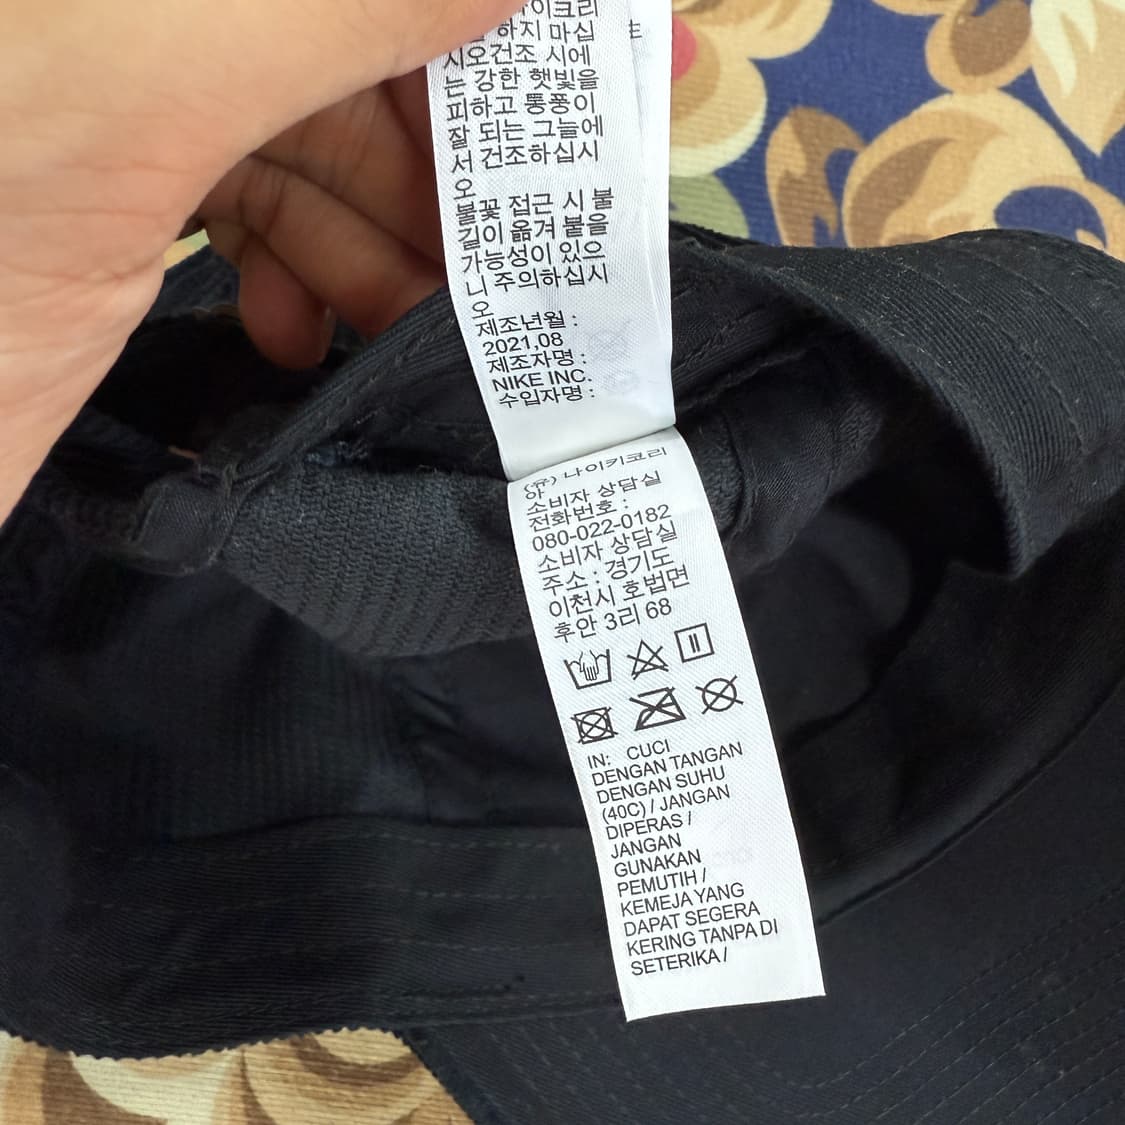 하지 마십
시오건조 시에
는 강한 햇빛을
피하고 통풍이
잘 되는 그늘에
서 건조하십시
오
불꽃 접근 시 불
길이 옮겨 붙을
가능성이 있으
니 주의하십시
오
제조년월 :
2021,08
제조자명 :
NIKE INC.
수입자명 :
(유) 나이키코리
아
소비자 상담실
전화번호 :
080-022-0182
소비자 상담실
주소 : 경기도
이천시 호법면
후안 3리 68
IN: CUCI
DENGAN TANGAN
DENGAN SUHU
(40C) / JANGAN
DIPERAS /
JANGAN
GUNAKAN
PEMUTIH /
KEMEJA YANG
DAPAT SEGERA
KERING TANPA DI
SETERIKA /